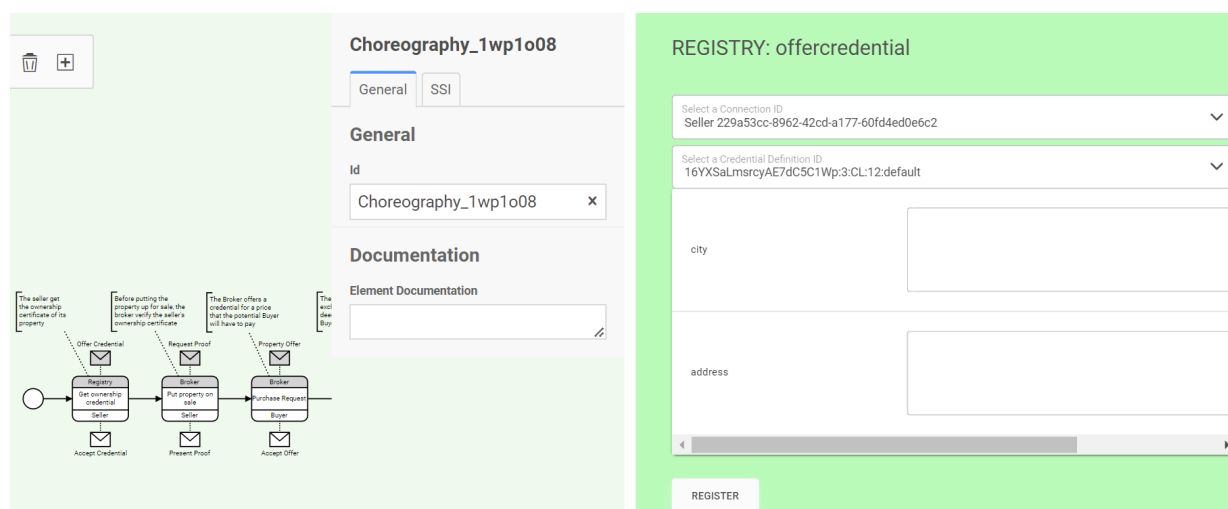 Choreography_1wp1o08
General
SSI
General
Id
Choreography_1wp1o08
Documentation
Element Documentation
The seller get
the ownership
certificate of its
property
Before putting the
property up for sale, the
broker verify the seller's
ownership certificate
The Broker offers a
credential for a price
that the potential Buyer
will have to pay
The
excl
dee
Buy
Offer Credential
Request Proof
Property Offer
Registry
Get ownership
credential
Seller
Broker
Put property on
sale
Seller
Broker
Purchase Request
Buyer
Accept Credential
Present Proof
Accept Offer
REGISTRY: offercredential
Select a Connection ID
Seller 229a53cc-8962-42cd-a177-60fd4ed0e6c2
Select a Credential Definition ID
16YXSaLmsrcyAE7dC5C1Wp:3:CL:12:default
city
address
REGISTER